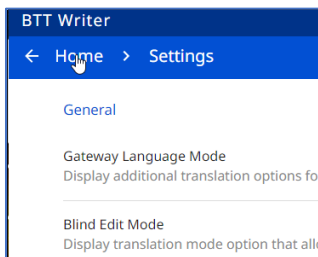 BTT Writer
← Home > Settings
General
Gateway Language Mode
Display additional translation options fo
Blind Edit Mode
Display translation mode option that all